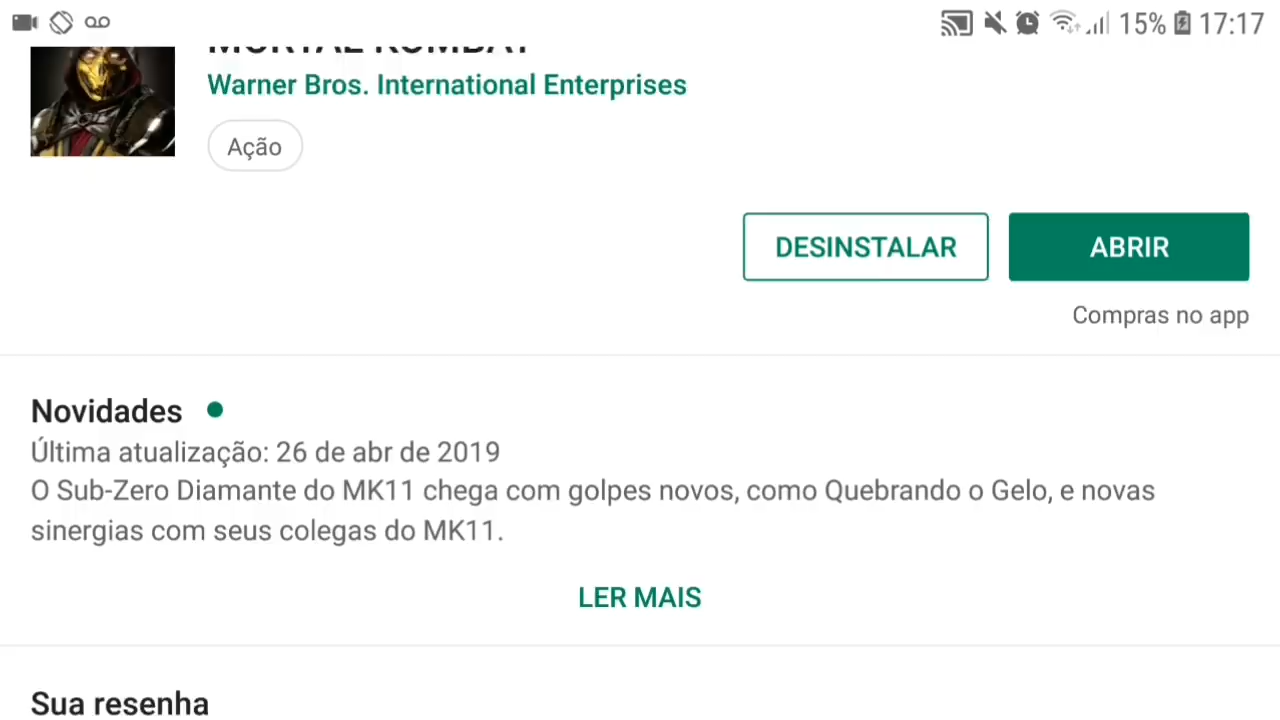 15% 17:17
MORTAL KOMBAT
Warner Bros. International Enterprises
Ação
DESINSTALAR
ABRIR
Compras no app
Novidades
Última atualização: 26 de abr de 2019
O Sub-Zero Diamante do MK11 chega com golpes novos, como Quebrando o Gelo, e novas
sinergias com seus colegas do MK11.
LER MAIS
Sua resenha